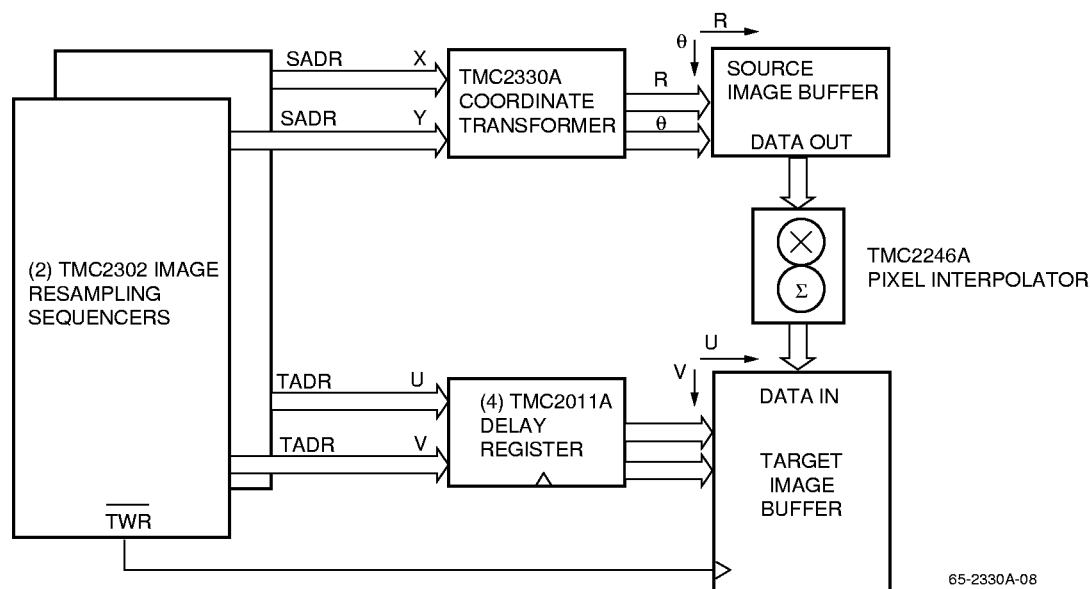 SADR X
SADR Y
TMC2330A
COORDINATE
TRANSFORMER
R
θ
R
θ
SOURCE
IMAGE BUFFER
DATA OUT
(2) TMC2302 IMAGE
RESAMPLING
SEQUENCERS
Σ
TMC2246A
PIXEL INTERPOLATOR
TADR U
TADR V
(4) TMC2011A
DELAY
REGISTER
U
V
DATA IN
TARGET
IMAGE
BUFFER
TWR
65-2330A-08